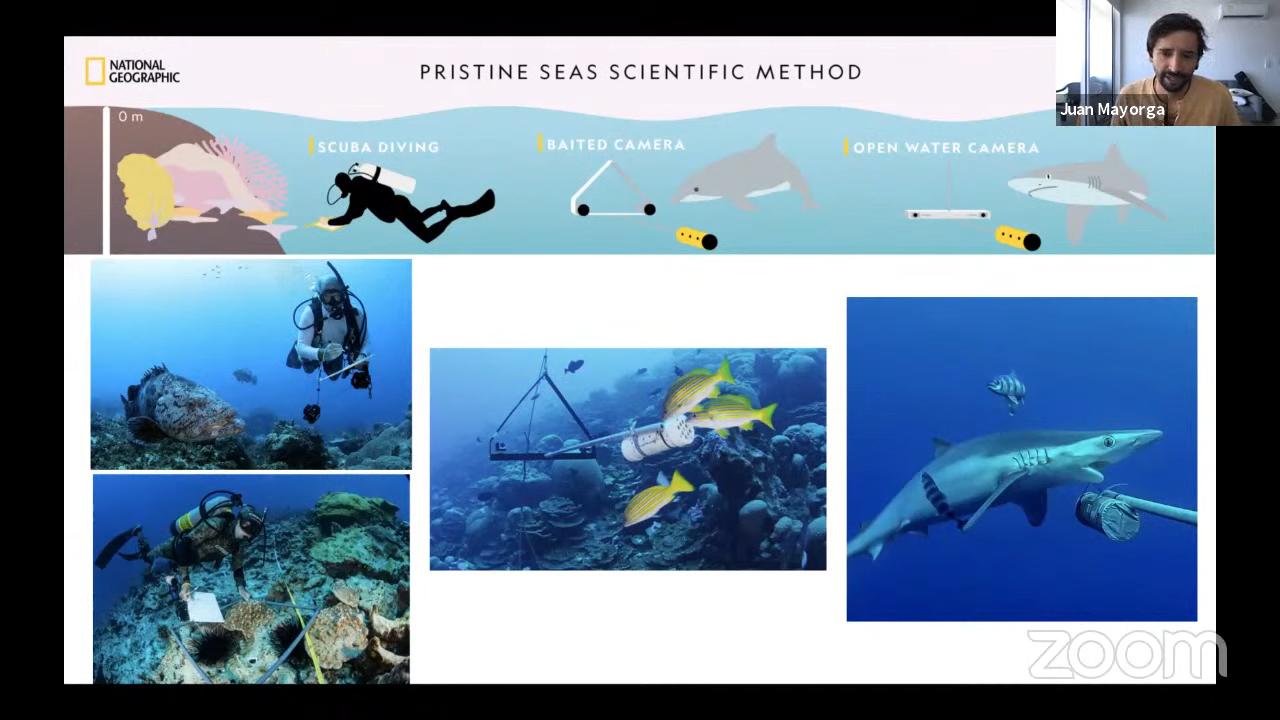 NATIONAL
GEOGRAPHIC
PRISTINE SEAS SCIENTIFIC METHOD
Juan Mayorga
0 m
SCUBA DIVING
BAITED CAMERA
OPEN WATER CAMERA
zoom